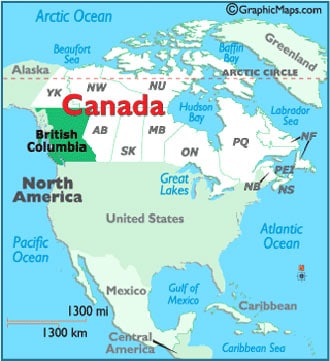 ©GraphicMaps.com
Arctic Ocean
Beaufort
Sea
Baffin
Bay
Greenland
Alaska
ARCTIC CIRCLE
YK
NW
NU
Canada
Hudson
Bay
Labrador
Sea
British
Columbia
AB
SK
MB
ON
PQ
NF
PEI
NB
NS
North
America
Great
Lakes
United States
Pacific
Ocean
Atlantic
Ocean
Mexico
Gulf of
Mexico
Caribbean
1300 mi
1300 km
Central
America
Caribbean Sea